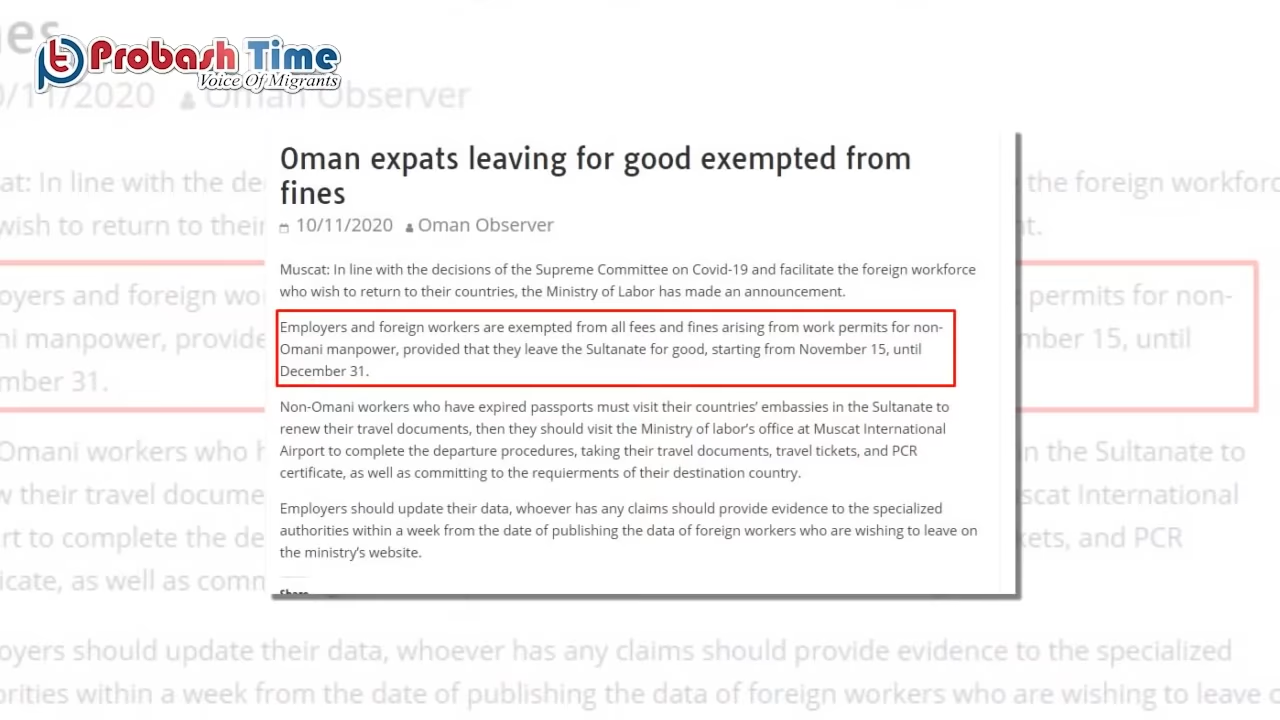 Probash Time
Voice Of Migrants
Oman expats leaving for good exempted from
fines
10/11/2020 Oman Observer
Muscat: In line with the decisions of the Supreme Committee on Covid-19 and facilitate the foreign workforce
who wish to return to their countries, the Ministry of Labor has made an announcement.
Employers and foreign workers are exempted from all fees and fines arising from work permits for non-
Omani manpower, provided that they leave the Sultanate for good, starting from November 15, until
December 31.
Non-Omani workers who have expired passports must visit their countries' embassies in the Sultanate to
renew their travel documents, then they should visit the Ministry of labor's office at Muscat International
Airport to complete the departure procedures, taking their travel documents, travel tickets, and PCR
certificate, as well as committing to the requierments of their destination country.
Employers should update their data, whoever has any claims should provide evidence to the specialized
authorities within a week from the date of publishing the data of foreign workers who are wishing to leave on
the ministry's website.
Share